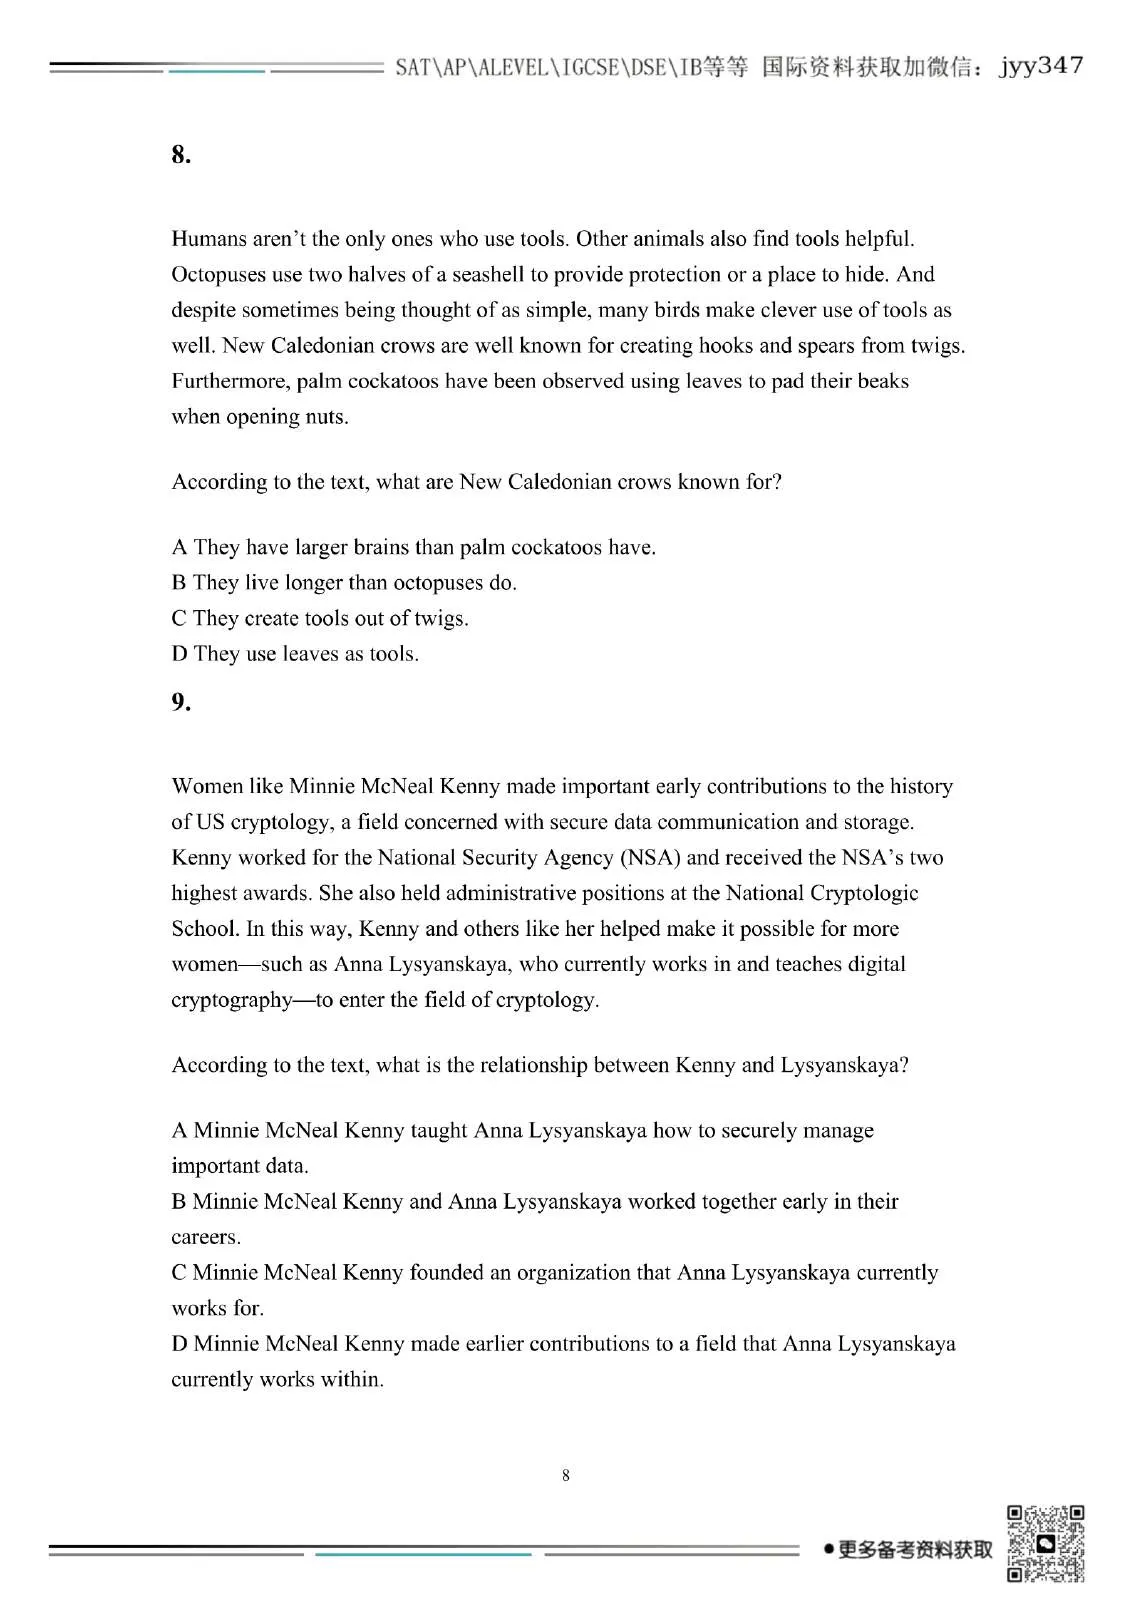 SAT\AP\ALEVEL\IGCSE\DSE\IB等等 国际资料获取加微信：jyy347
8.
Humans aren’t the only ones who use tools. Other animals also find tools helpful.
Octopuses use two halves of a seashell to provide protection or a place to hide. And
despite sometimes being thought of as simple, many birds make clever use of tools as
well. New Caledonian crows are well known for creating hooks and spears from twigs.
Furthermore, palm cockatoos have been observed using leaves to pad their beaks
when opening nuts.
According to the text, what are New Caledonian crows known for?
A They have larger brains than palm cockatoos have.
B They live longer than octopuses do.
C They create tools out of twigs.
D They use leaves as tools.
9.
Women like Minnie McNeal Kenny made important early contributions to the history
of US cryptology, a field concerned with secure data communication and storage.
Kenny worked for the National Security Agency (NSA) and received the NSA’s two
highest awards. She also held administrative positions at the National Cryptologic
School. In this way, Kenny and others like her helped make it possible for more
women—such as Anna Lysyanskaya, who currently works in and teaches digital
cryptography—to enter the field of cryptology.
According to the text, what is the relationship between Kenny and Lysyanskaya?
A Minnie McNeal Kenny taught Anna Lysyanskaya how to securely manage
important data.
B Minnie McNeal Kenny and Anna Lysyanskaya worked together early in their
careers.
C Minnie McNeal Kenny founded an organization that Anna Lysyanskaya currently
works for.
D Minnie McNeal Kenny made earlier contributions to a field that Anna Lysyanskaya
currently works within.
8
●更多备考资料获取